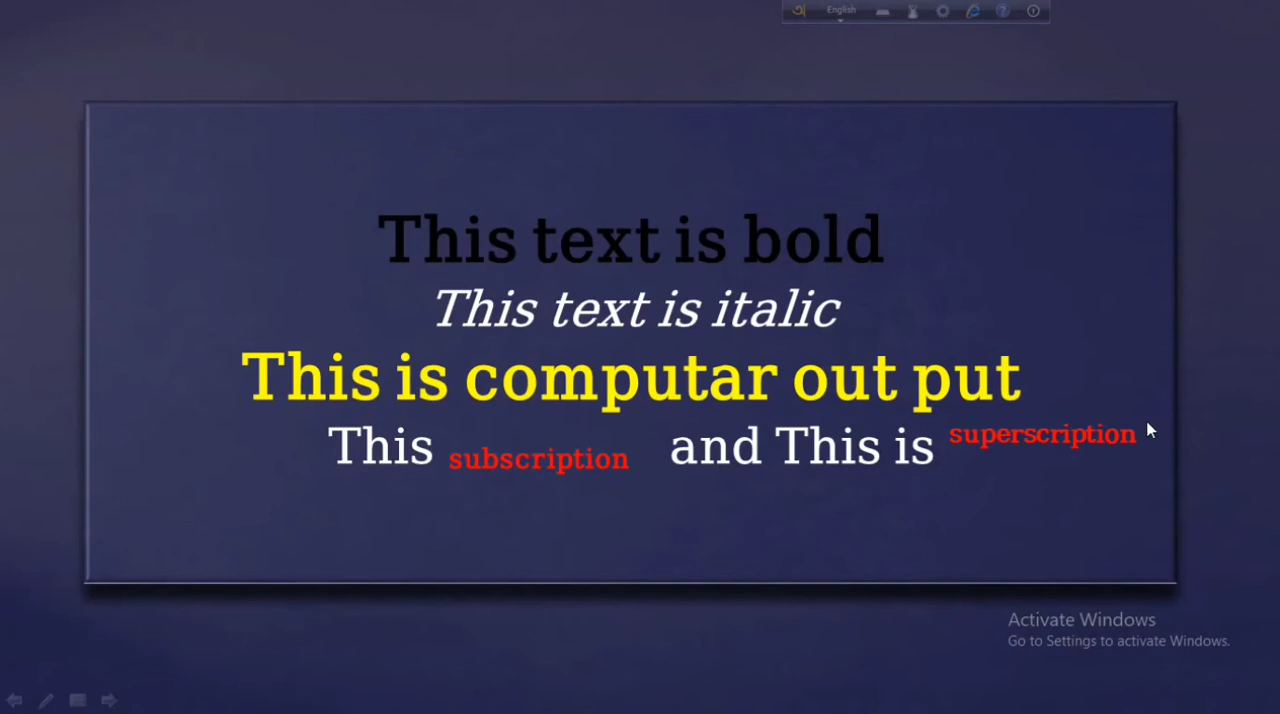 English
This text is bold
This text is italic
This is computar out put
This subscription and This is superscription
Activate Windows
Go to Settings to activate Windows.